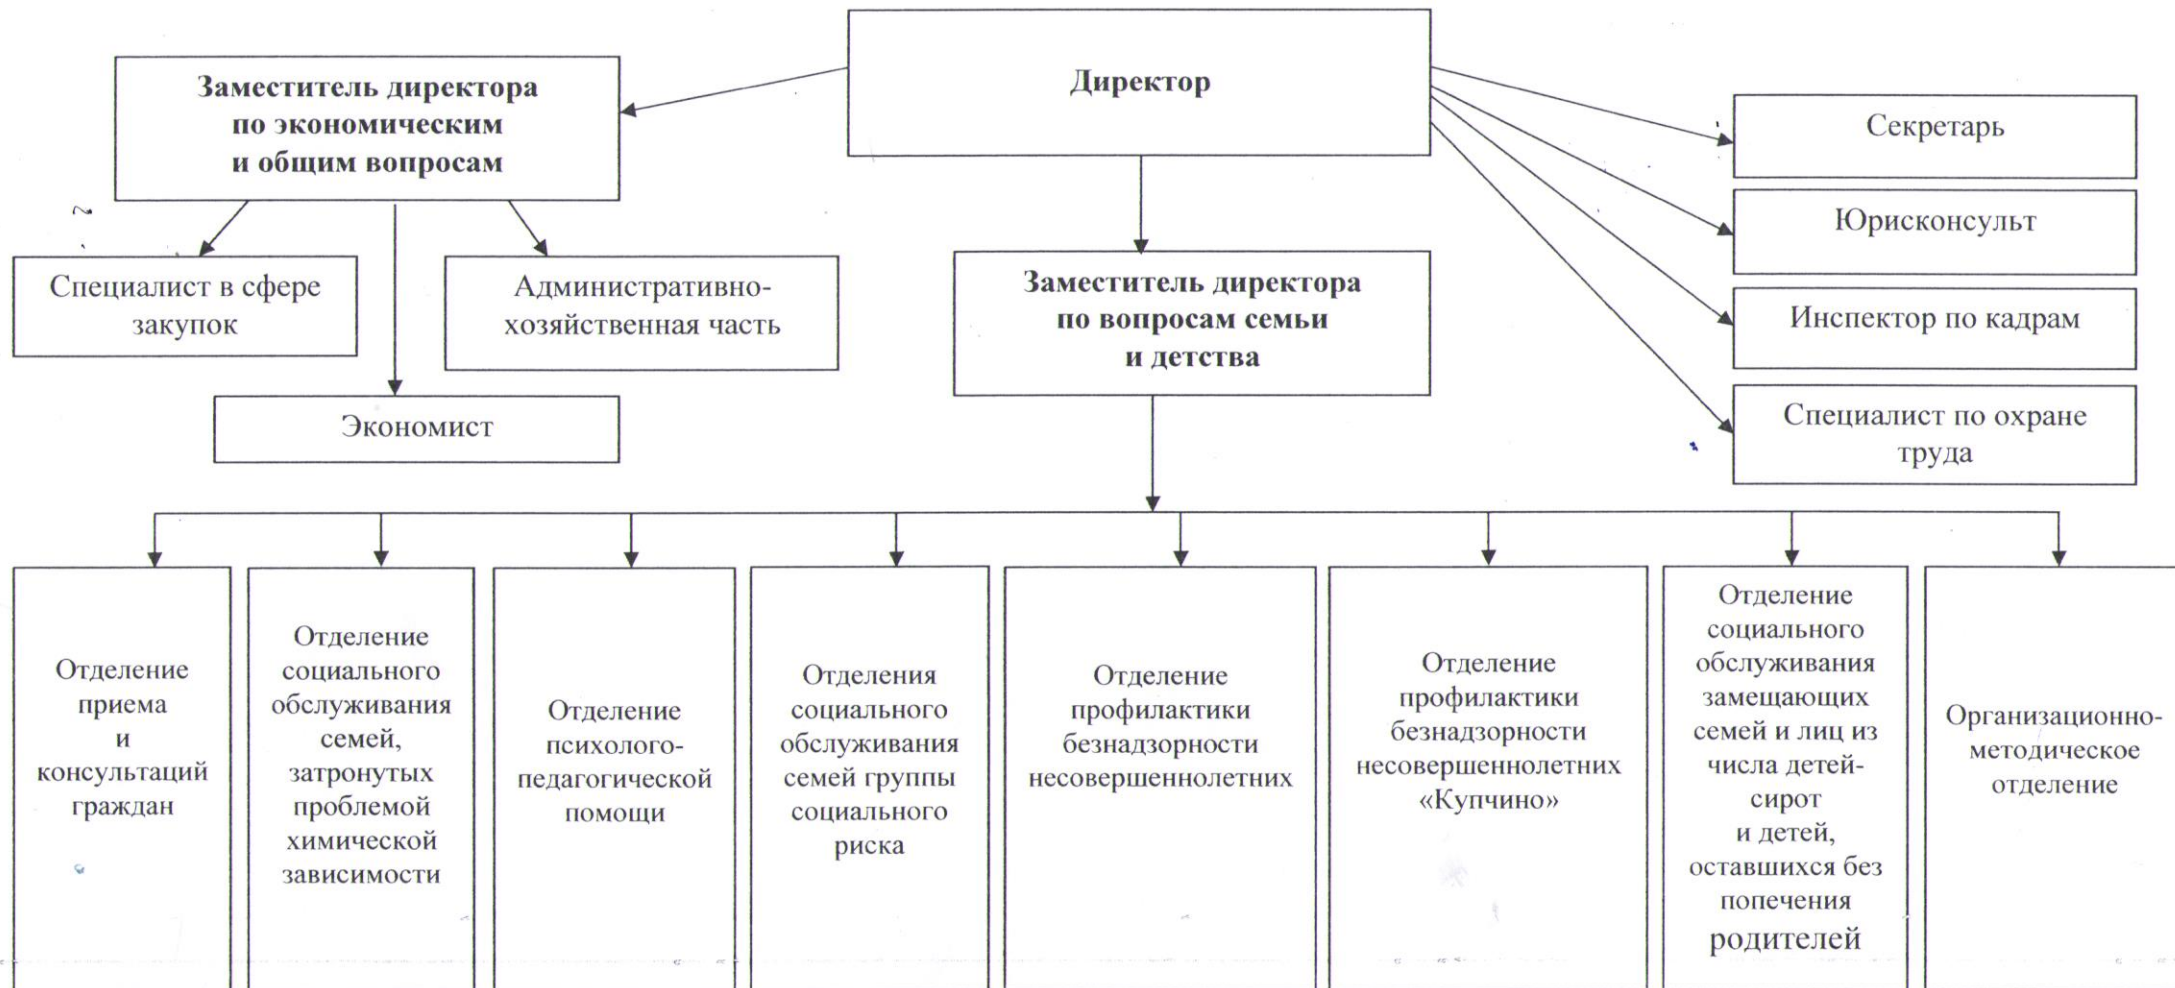 Директор
Заместитель директора
по экономическим
и общим вопросам
Секретарь
Юрисконсульт
Инспектор по кадрам
Специалист по охране
труда
Специалист в сфере
закупок
Административно-
хозяйственная часть
Экономист
Заместитель директора
по вопросам семьи
и детства
Отделение
приема
и
консультаций
граждан
Отделение
социального
обслуживания
семей,
затронутых
проблемой
химической
зависимости
Отделение
психолого-
педагогической
помощи
Отделения
социального
обслуживания
семей группы
социального
риска
Отделение
профилактики
безнадзорности
несовершеннолетних
Отделение
профилактики
безнадзорности
несовершеннолетних
«Купчино»
Отделение
социального
обслуживания
замещающих
семей и лиц из
числа детей-
сирот
и детей,
оставшихся без
попечения
родителей
Организационно-
методическое
отделение